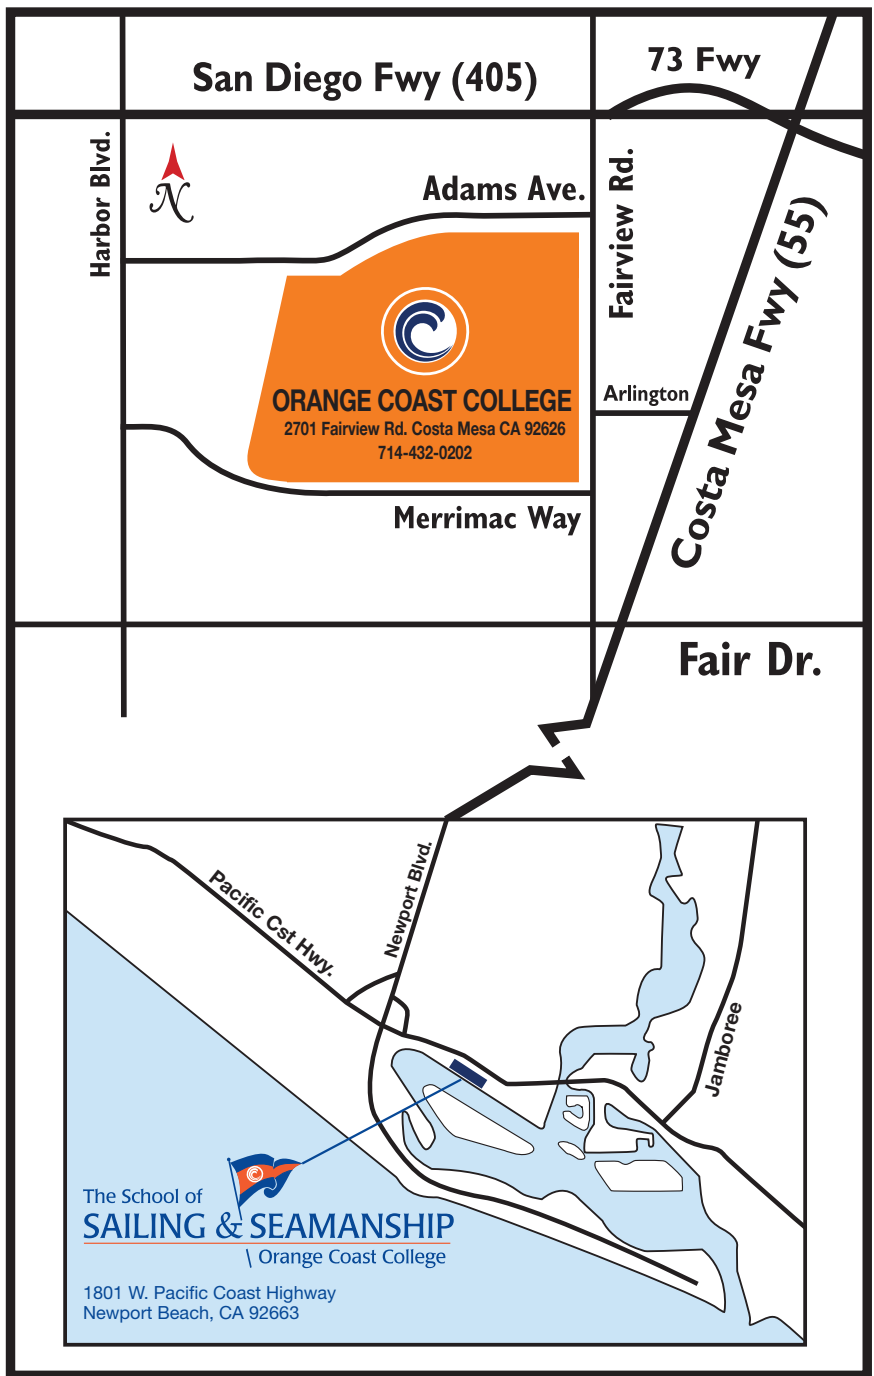 73 Fwy
San Diego Fwy (405)
Harbor Blvd.
N
Adams Ave.
Fairview Rd.
Costa Mesa Fwy (55)
Arlington
ORANGE COAST COLLEGE
2701 Fairview Rd. Costa Mesa CA 92626
714-432-0202
Merrimac Way
Fair Dr.
Newport Blvd.
Pacific Cst Hwy.
Jamboree
The School of
SAILING & SEAMANSHIP
\ Orange Coast College
1801 W. Pacific Coast Highway
Newport Beach, CA 92663